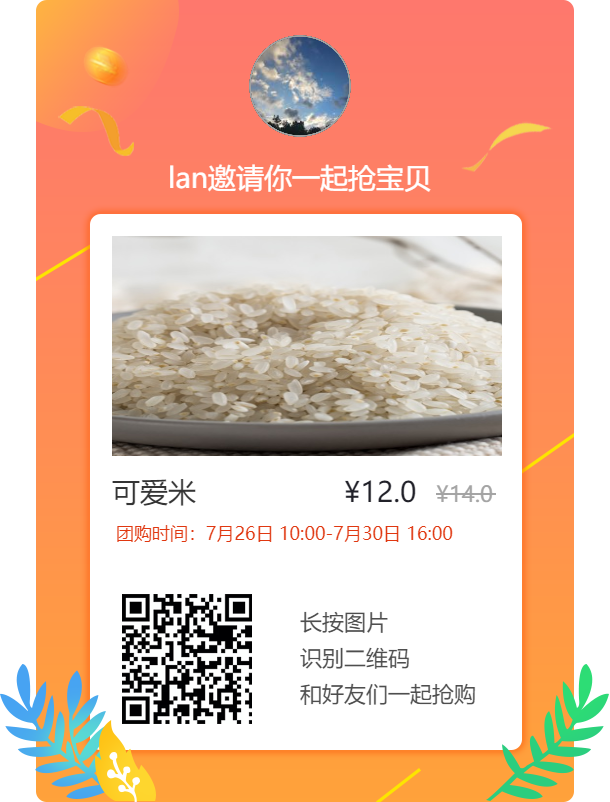 lan邀请你一起抢宝贝
可爱米 ¥12.0 ¥14.0
团购时间：7月26日 10:00-7月30日 16:00
长按图片
识别二维码
和好友们一起抢购